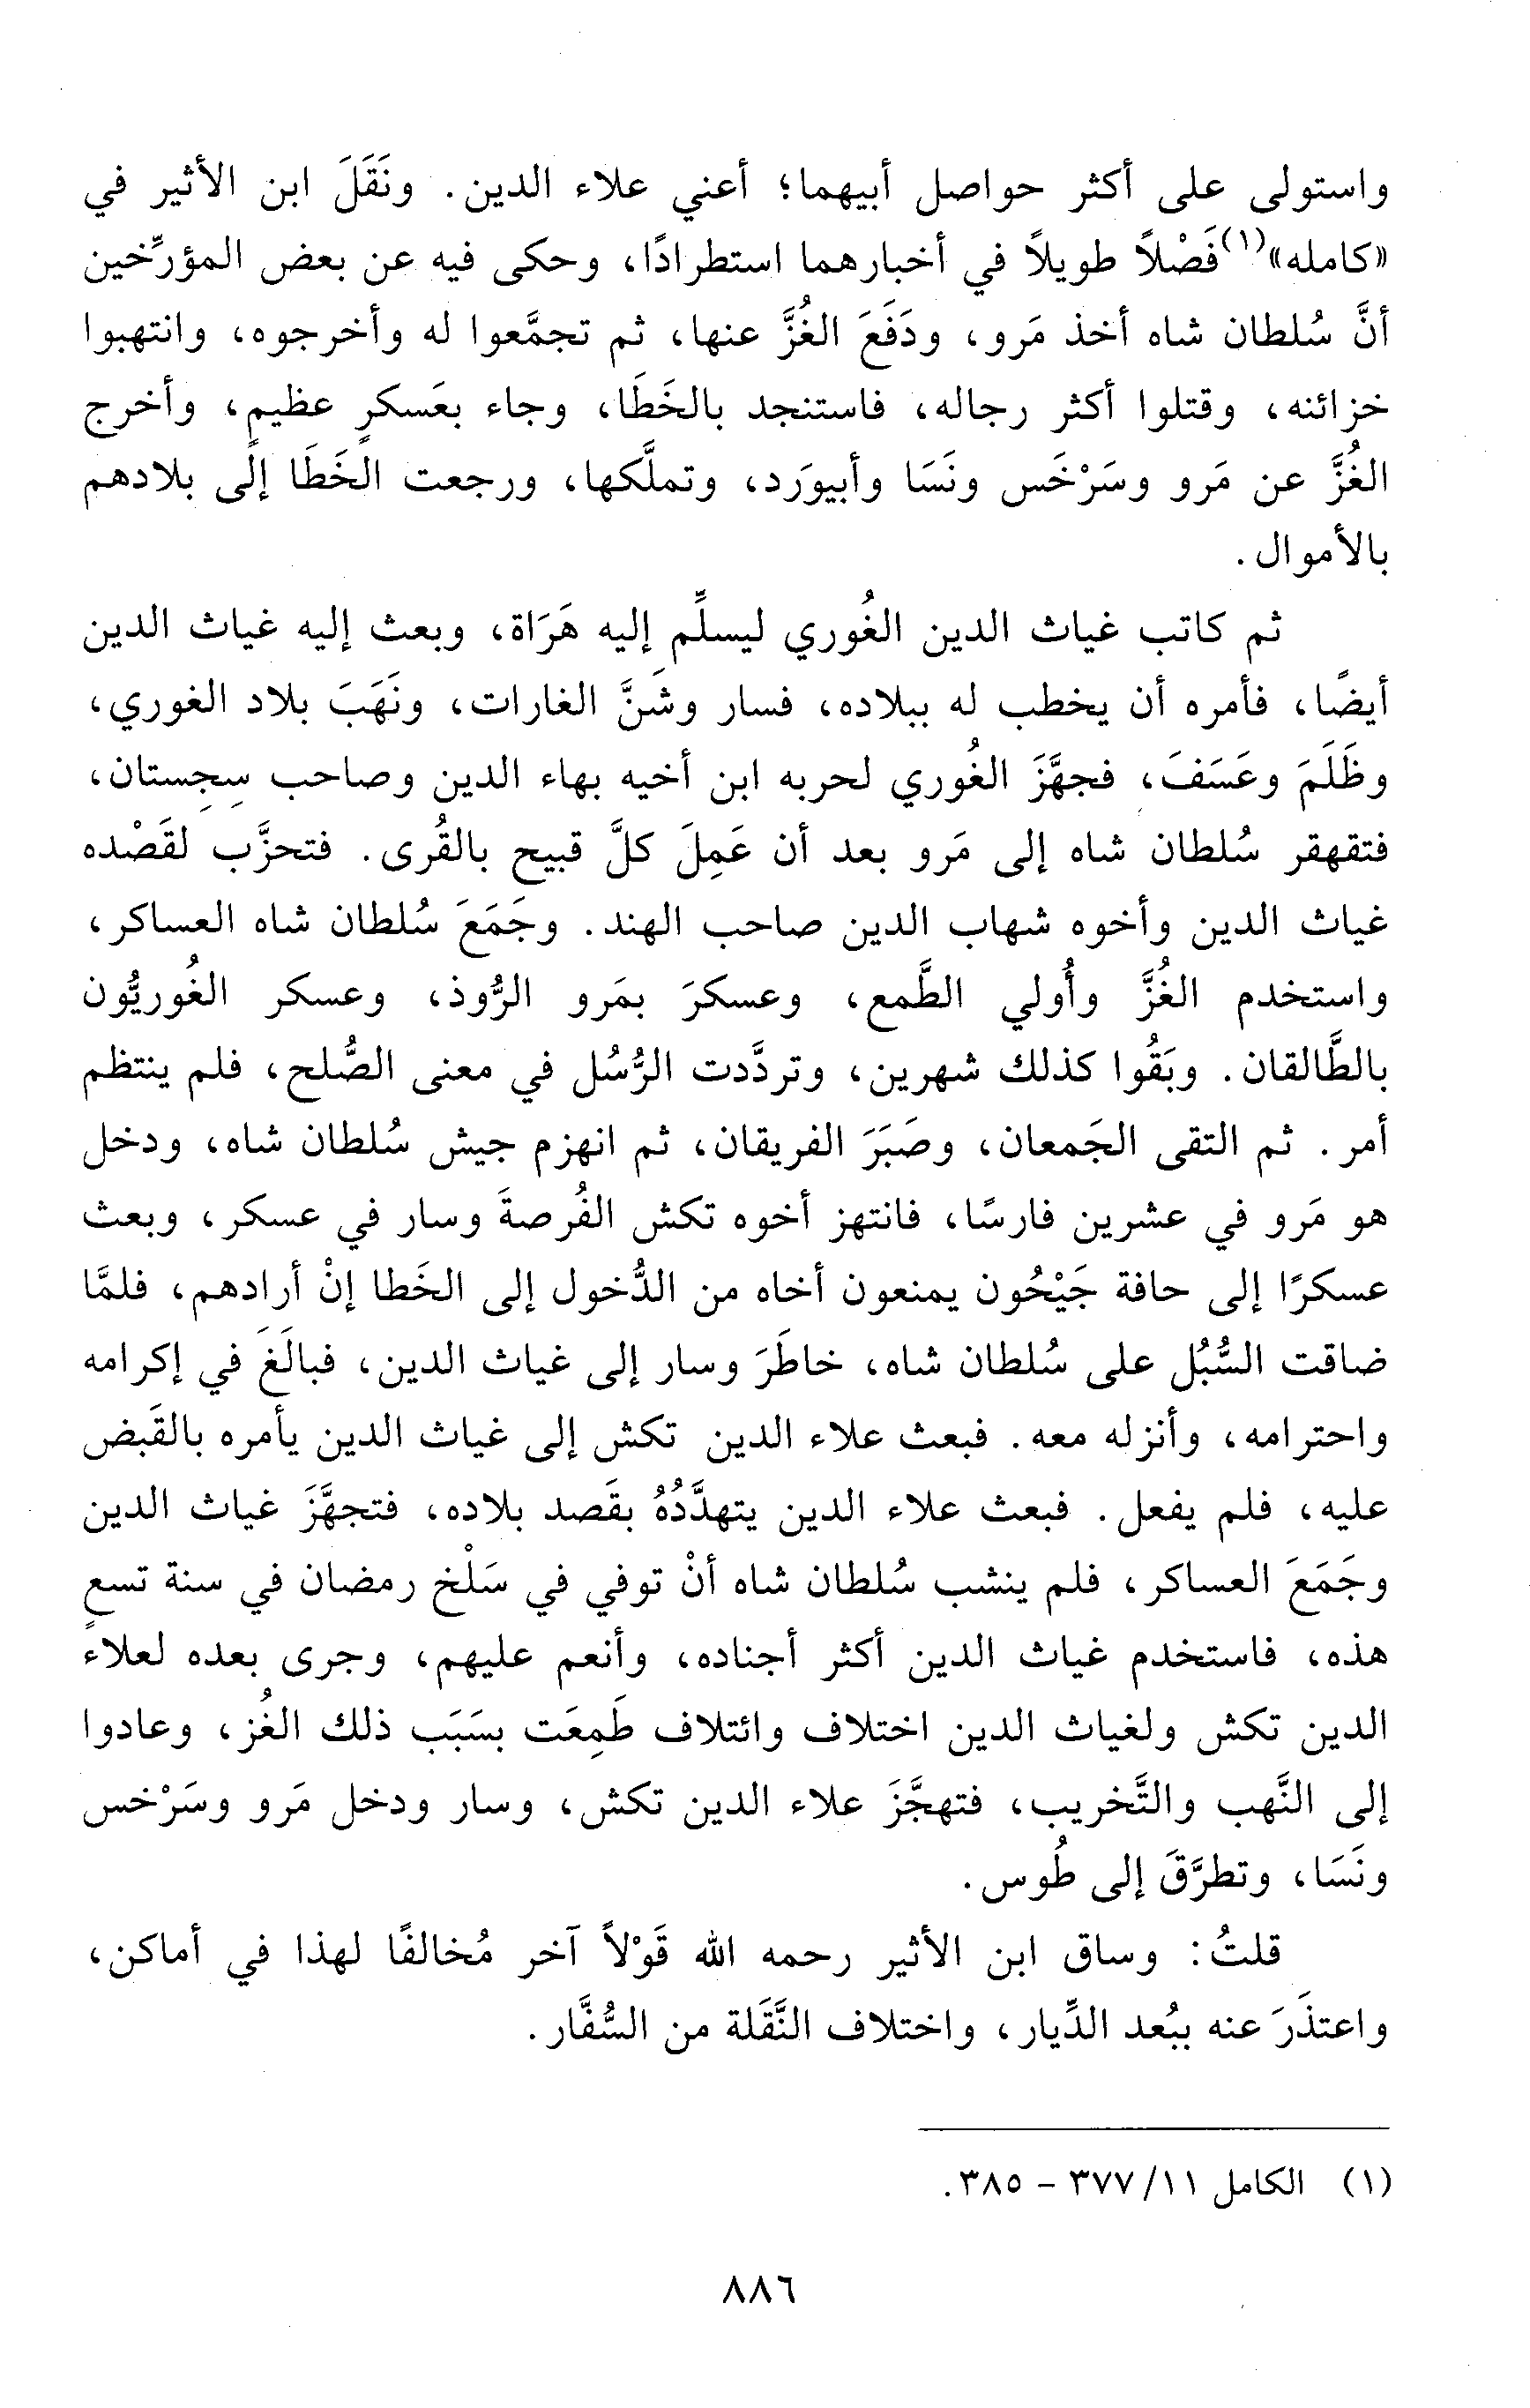 واستولى على أكثر حواصل أبيهما؛ أعني علاء الدين. ونَقَلَ ابن الأثير في
«كامله»(١) فَصْلاً طويلاً في أخبارهما استطرادًا، وحكى فيه عن بعض المؤرِّخين
أنَّ سُلطان شاه أخذ مَرو، ودَفَعَ الغُزَّ عنها، ثم تجمَّعوا له وأخرجوه، وانتهبوا
خزائنه، وقتلوا أكثر رجاله، فاستنجد بالخَطَا، وجاء بعَسكرٍ عظيمٍ، وأخرج
الغُزَّ عن مَرو وسَرْخَس ونَسَا وأبيوَرد، وتملَّكها، ورجعت الخَطَا إلى بلادهم
بالأموال.
ثم كاتب غياث الدين الغُوري ليسلِّم إليه هَرَاة، وبعث إليه غياث الدين
أيضًا، فأمره أن يخطب له ببلاده، فسار وشَنَّ الغارات، ونَهَبَ بلاد الغوري،
وظَلَمَ وعَسَفَ، فجهَّزَ الغُوري لحربه ابن أخيه بهاء الدين وصاحب سِجِستان،
فتقهقر سُلطان شاه إلى مَرو بعد أن عَمِلَ كلَّ قبيح بالقُرى. فتحزَّب لقَصْده
غياث الدين وأخوه شهاب الدين صاحب الهند. وجَمَعَ سُلطان شاه العساكر،
واستخدم الغُزَّ وأُولي الطَّمع، وعسكرَ بمَرو الرُّوذ، وعسكر الغُوريُّون
بالطَّالقان. وبَقُوا كذلك شهرين، وتردَّدت الرُّسُل في معنى الصُّلح، فلم ينتظم
أمر. ثم التقى الجَمعان، وصَبَرَ الفريقان، ثم انهزم جيش سُلطان شاه، ودخل
هو مَرو في عشرين فارسًا، فانتهز أخوه تكش الفُرصةَ وسار في عسكر، وبعث
عسكرًا إلى حافة جَيْحُون يمنعون أخاه من الدُّخول إلى الخَطا إنْ أرادهم، فلمَّا
ضاقت السُّبُل على سُلطان شاه، خاطَرَ وسار إلى غياث الدين، فبالَغَ في إكرامه
واحترامه، وأنزله معه. فبعث علاء الدين تكش إلى غياث الدين يأمره بالقَبض
عليه، فلم يفعل. فبعث علاء الدين يتهدَّدُهُ بقَصد بلاده، فتجهَّزَ غياث الدين
وجَمَعَ العساكر، فلم ينشب سُلطان شاه أنْ توفي في سَلْخ رمضان في سنة تسعٍ
هذه، فاستخدم غياث الدين أكثر أجناده، وأنعم عليهم، وجرى بعده لعلاء
الدين تكش ولغياث الدين اختلاف وائتلاف طَمِعَت بسَبَب ذلك الغُز، وعادوا
إلى النَّهب والتَّخريب، فتهجَّزَ علاء الدين تكش، وسار ودخل مَرو وسَرْخس
ونَسَا، وتطرَّقَ إلى طُوس.
قلتُ: وساق ابن الأثير رحمه الله قَوْلاً آخر مُخالفًا لهذا في أماكن،
واعتذَرَ عنه ببُعد الدِّيار، واختلاف النَّقَلة من السُّفَّار.
(١) الكامل ١١/ ٣٧٧ - ٣٨٥.
٨٨٦